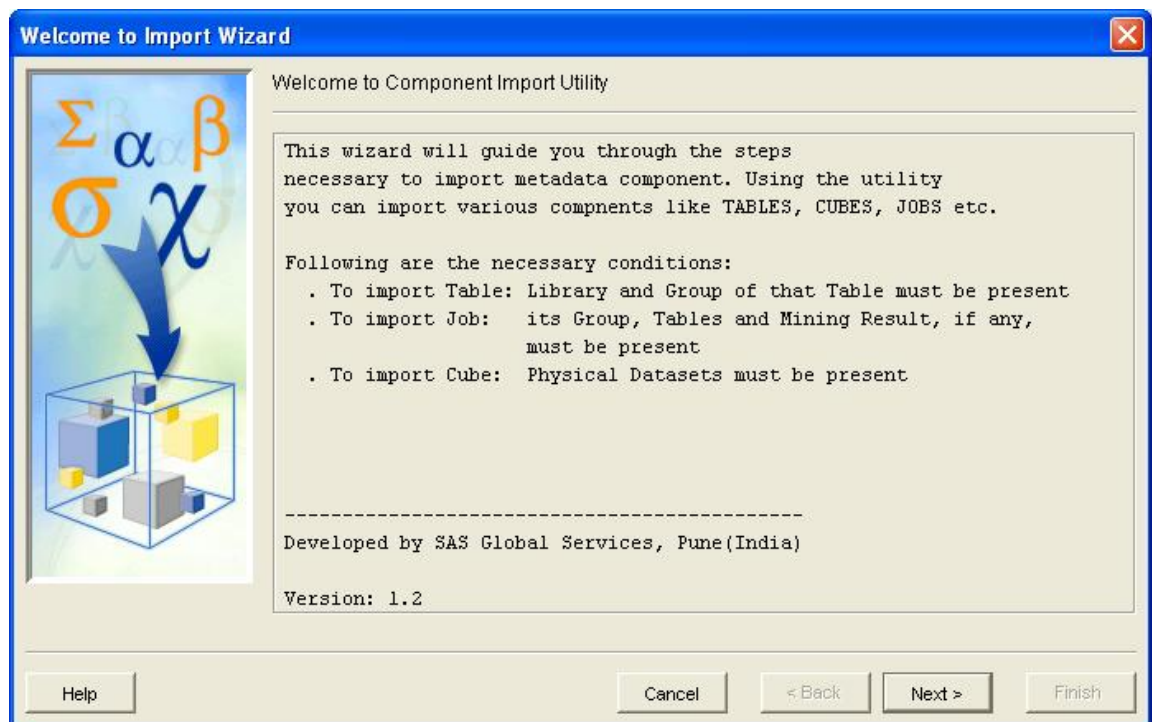 Welcome to Import Wizard
Σ α β
σ χ
Welcome to Component Import Utility
This wizard will guide you through the steps
necessary to import metadata component. Using the utility
you can import various compnents like TABLES, CUBES, JOBS etc.
Following are the necessary conditions:
. To import Table: Library and Group of that Table must be present
. To import Job: its Group, Tables and Mining Result, if any,
must be present
. To import Cube: Physical Datasets must be present
-------------------------------------------
Developed by SAS Global Services, Pune(India)
Version: 1.2
Help Cancel < Back Next > Finish